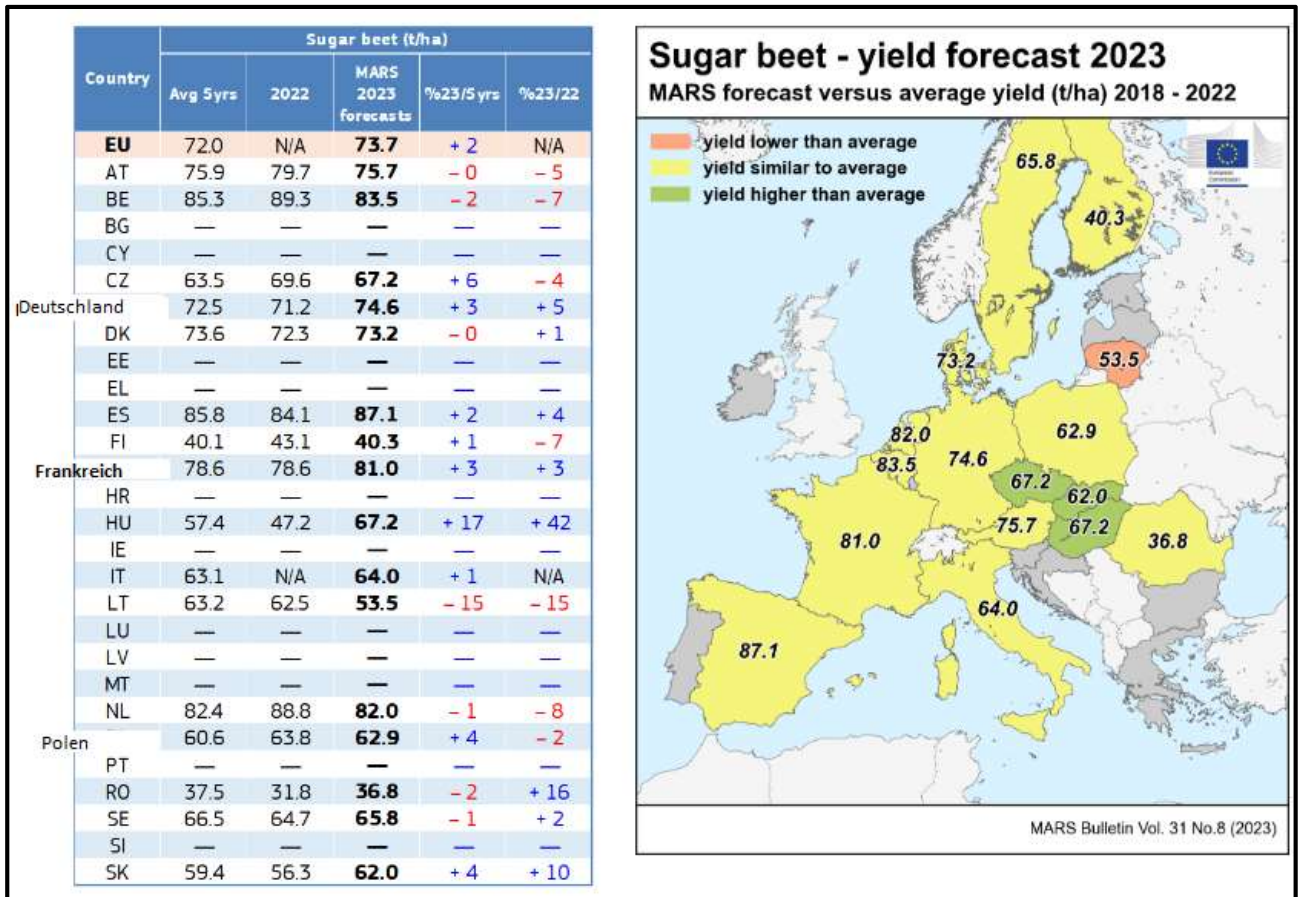 Sugar beet (t/ha)
Country Avg 5yrs 2022 MARS 2023 forecasts %23/5yrs %23/22
EU 72.0 N/A 73.7 + 2 N/A
AT 75.9 79.7 75.7 – 0 – 5
BE 85.3 89.3 83.5 – 2 – 7
BG — — — — —
CY — — — — —
CZ 63.5 69.6 67.2 + 6 – 4
Deutschland 72.5 71.2 74.6 + 3 + 5
DK 73.6 72.3 73.2 – 0 + 1
EE — — — — —
EL — — — — —
ES 85.8 84.1 87.1 + 2 + 4
FI 40.1 43.1 40.3 + 1 – 7
Frankreich 78.6 78.6 81.0 + 3 + 3
HR — — — — —
HU 57.4 47.2 67.2 + 17 + 42
IE — — — — —
IT 63.1 N/A 64.0 + 1 N/A
LT 63.2 62.5 53.5 – 15 – 15
LU — — — — —
LV — — — — —
MT — — — — —
NL 82.4 88.8 82.0 – 1 – 8
Polen 60.6 63.8 62.9 + 4 – 2
PT — — — — —
RO 37.5 31.8 36.8 – 2 + 16
SE 66.5 64.7 65.8 – 1 + 2
SI — — — — —
SK 59.4 56.3 62.0 + 4 + 10
Sugar beet - yield forecast 2023
MARS forecast versus average yield (t/ha) 2018 - 2022
yield lower than average
yield similar to average
yield higher than average
European
Commission
65.8
40.3
53.5
73.2
82.0
62.9
83.5
74.6
67.2
62.0
75.7
67.2
81.0
36.8
64.0
87.1
MARS Bulletin Vol. 31 No.8 (2023)